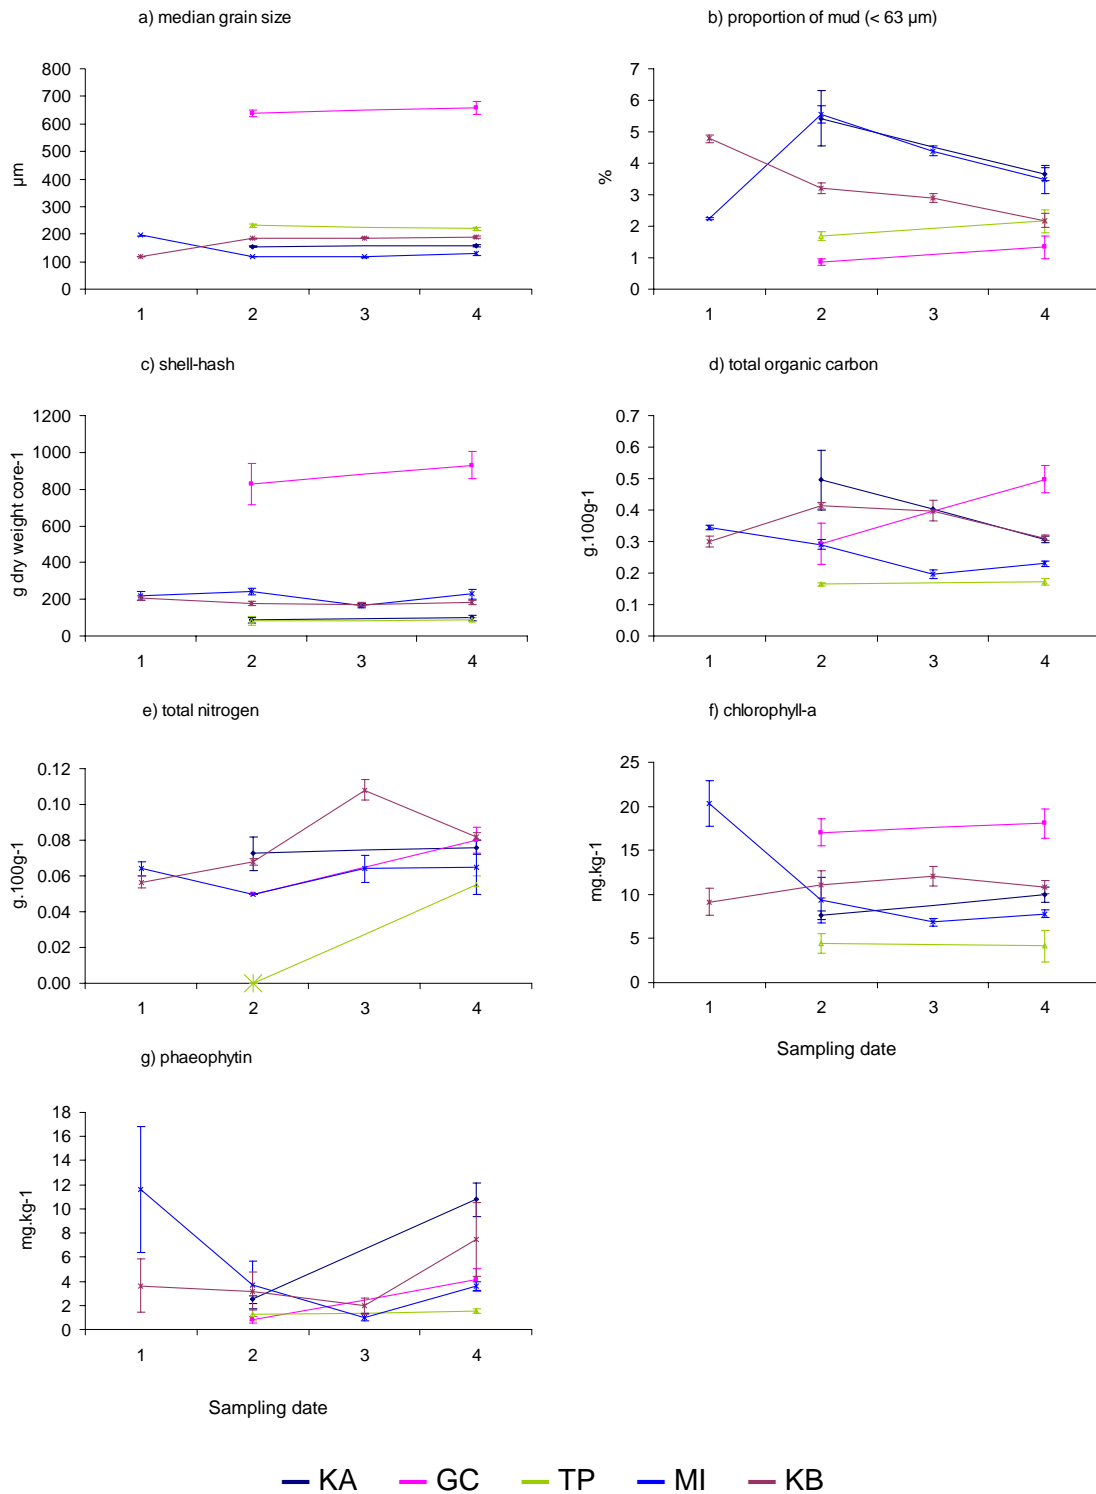 a) median grain size
b) proportion of mud (< 63 µm)
800
700
600
500
400
300
200
100
0
µm
1 2 3 4
7
6
5
4
3
2
1
0
%
1 2 3 4
c) shell-hash
d) total organic carbon
1200
1000
800
600
400
200
0
g dry weight core-1
1 2 3 4
0.7
0.6
0.5
0.4
0.3
0.2
0.1
0.0
g.100g-1
1 2 3 4
e) total nitrogen
f) chlorophyll-a
0.12
0.10
0.08
0.06
0.04
0.02
0.00
g.100g-1
1 2 3 4
25
20
15
10
5
0
mg.kg-1
1 2 3 4
Sampling date
g) phaeophytin
18
16
14
12
10
8
6
4
2
0
mg.kg-1
1 2 3 4
Sampling date
KA GC TP MI KB